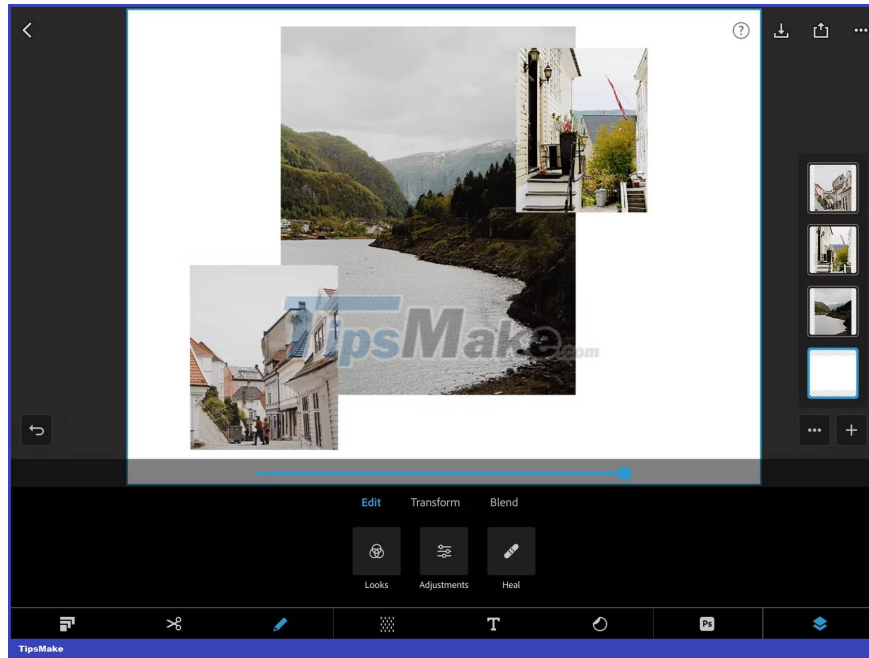 ?
TipsMake.com
Edit Transform Blend
Looks Adjustments Heal
T
Ps
TipsMake